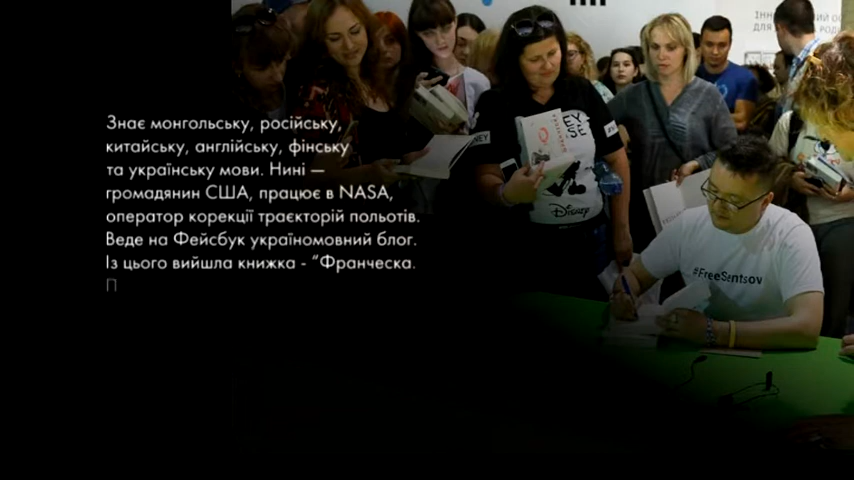 Знає монгольську, російську,
китайську, англійську, фінську
та українську мови. Нині —
громадянин США, працює в NASA,
оператор корекції траєкторій польотів.
Веде на Фейсбук україномовний блог.
Із цього вийшла книжка - “Франческа.
П
Disney
#FreeSentsov